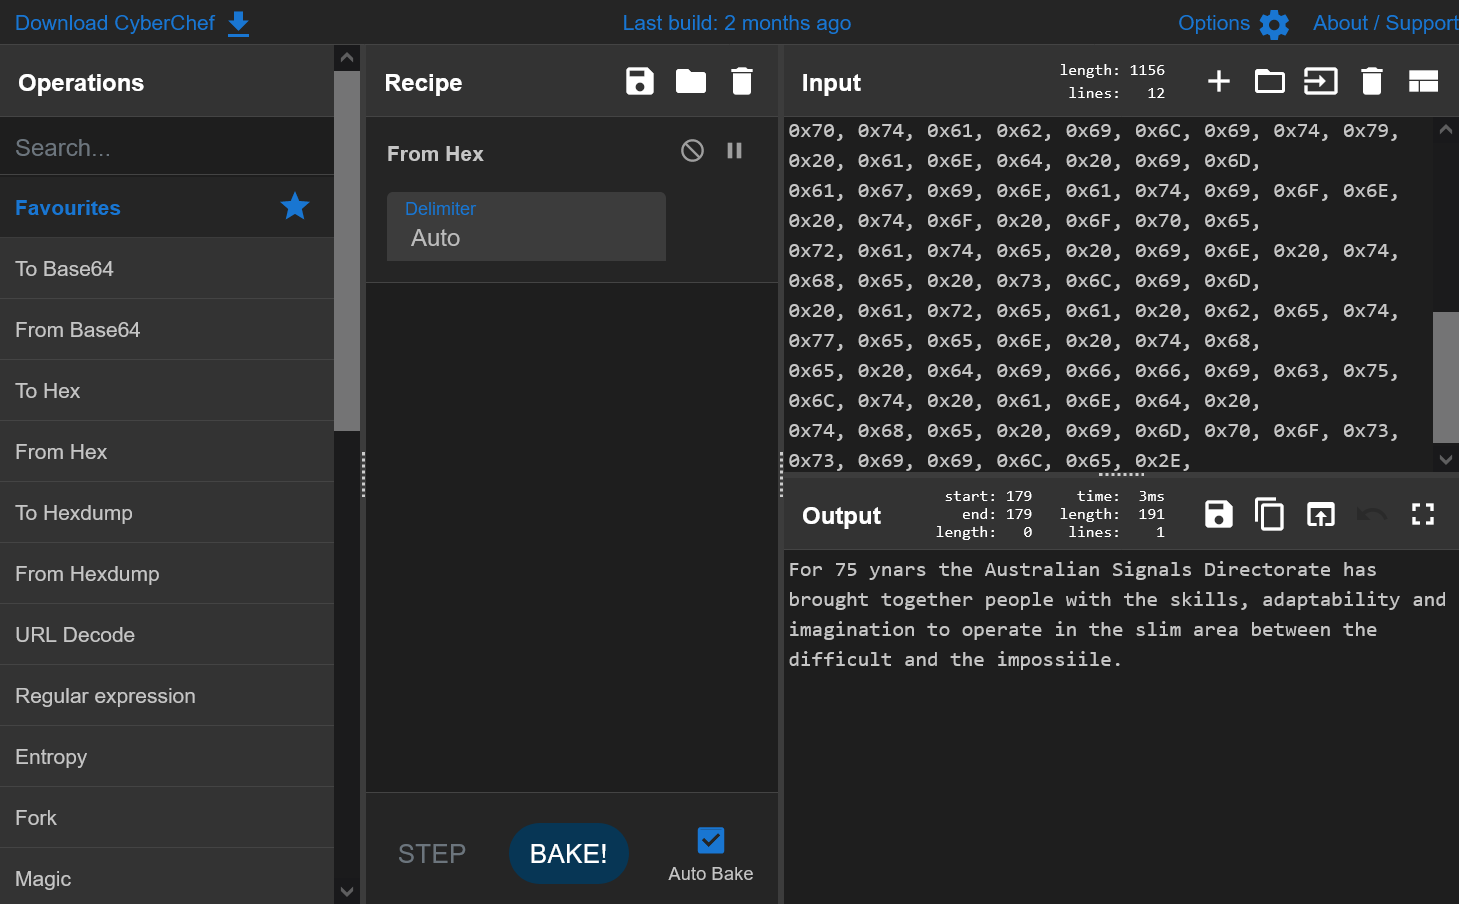 Download CyberChef
Last build: 2 months ago
Options
About / Support
Operations
Search...
Favourites
To Base64
From Base64
To Hex
From Hex
To Hexdump
From Hexdump
URL Decode
Regular expression
Entropy
Fork
Magic
Recipe
From Hex
Delimiter
Auto
STEP
BAKE!
Auto Bake
Input
length: 1156
lines: 12
0x70, 0x74, 0x61, 0x62, 0x69, 0x6C, 0x69, 0x74, 0x79,
0x20, 0x61, 0x6E, 0x64, 0x20, 0x69, 0x6D,
0x61, 0x67, 0x69, 0x6E, 0x61, 0x74, 0x69, 0x6F, 0x6E,
0x20, 0x74, 0x6F, 0x20, 0x6F, 0x70, 0x65,
0x72, 0x61, 0x74, 0x65, 0x20, 0x69, 0x6E, 0x20, 0x74,
0x68, 0x65, 0x20, 0x73, 0x6C, 0x69, 0x6D,
0x20, 0x61, 0x72, 0x65, 0x61, 0x20, 0x62, 0x65, 0x74,
0x77, 0x65, 0x65, 0x6E, 0x20, 0x74, 0x68,
0x65, 0x20, 0x64, 0x69, 0x66, 0x66, 0x69, 0x63, 0x75,
0x6C, 0x74, 0x20, 0x61, 0x6E, 0x64, 0x20,
0x74, 0x68, 0x65, 0x20, 0x69, 0x6D, 0x70, 0x6F, 0x73,
0x73, 0x69, 0x69, 0x6C, 0x65, 0x2E,
Output
start: 179
end: 179
length: 0
time: 3ms
length: 191
lines: 1
For 75 ynars the Australian Signals Directorate has
brought together people with the skills, adaptability and
imagination to operate in the slim area between the
difficult and the impossiile.